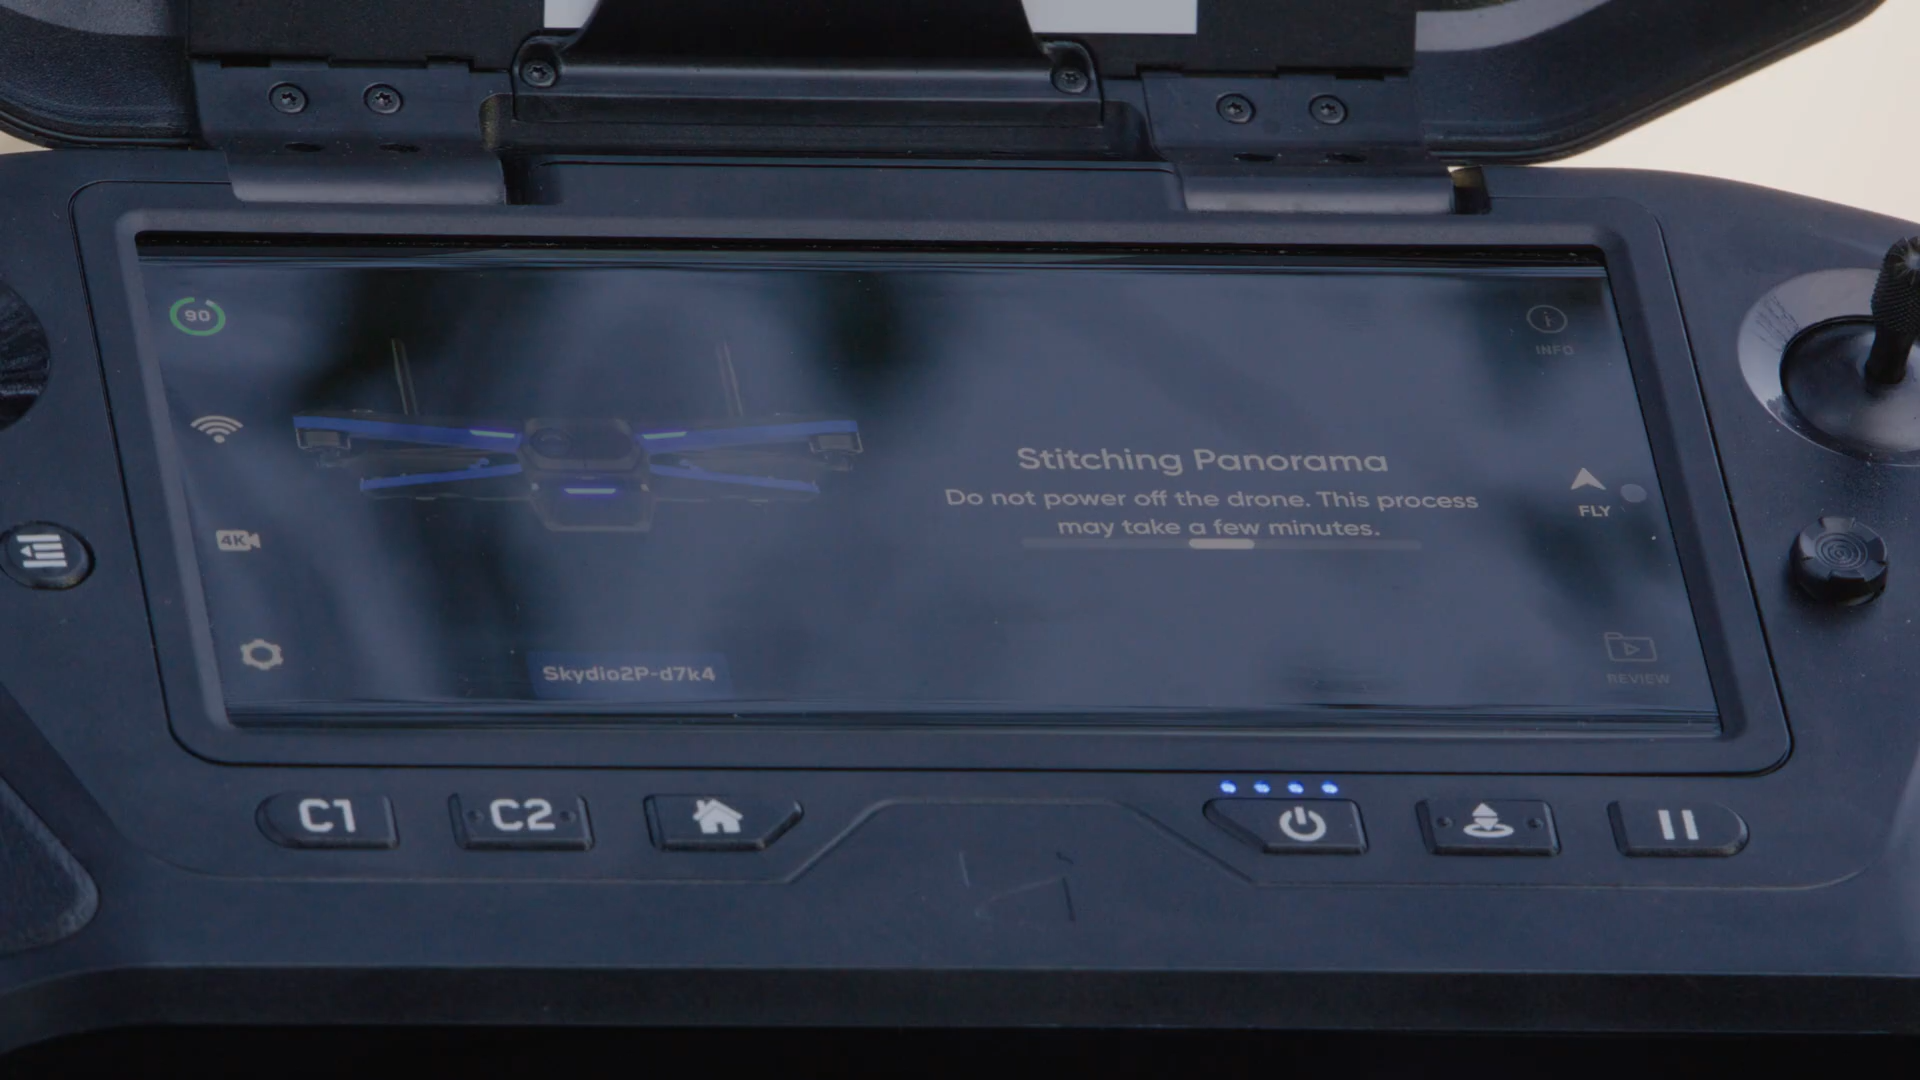 90
INFO
Stitching Panorama
Do not power off the drone. This process
may take a few minutes.
FLY
4K
Skydio2P-d7k4
REVIEW
C1
C2